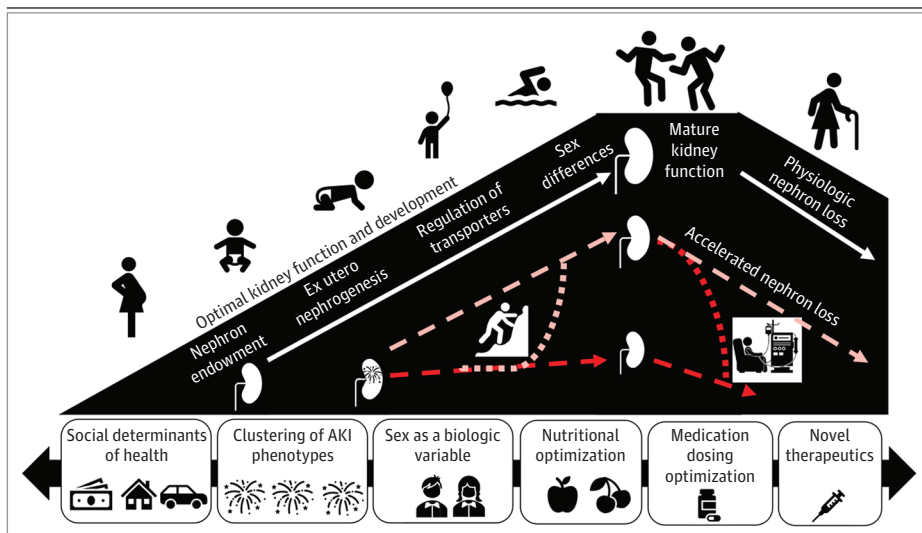 Optimal kidney function and development
Nephron
endowment
Ex utero
nephrogenesis
Regulation of
transporters
Sex
differences
Mature
kidney
function
Physiologic
nephron loss
Accelerated nephron loss
Social determinants
of health
Clustering of AKI
phenotypes
Sex as a biologic
variable
Nutritional
optimization
Medication
dosing
optimization
Novel
therapeutics